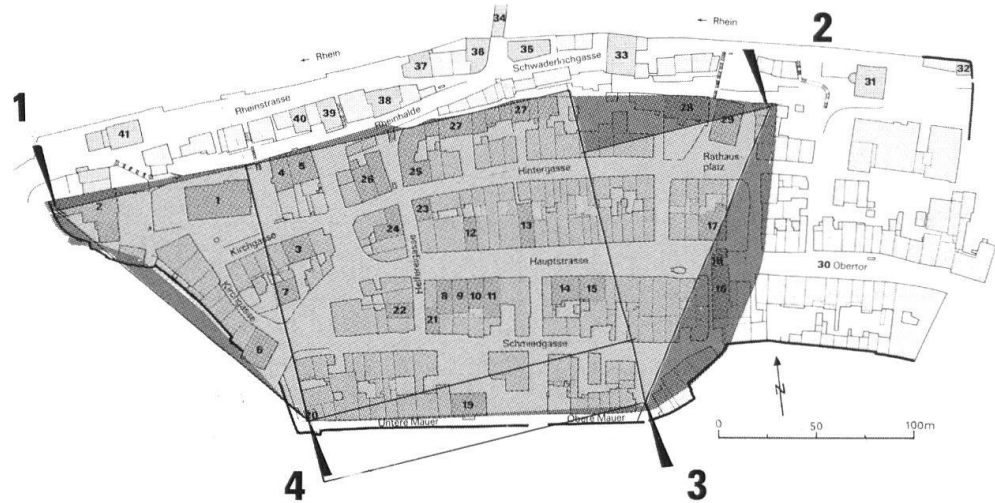 34
← Rhein
2
← Rhein
36
35
33
37
Schwaderlochgasse
31
32
1
Rheinstrasse
38
39
40
Rheinhalde
41
27
27
28
29
4
5
26
25
Hintergasse
Rathaus-
platz
2
1
23
24
12
13
17
Kirchgasse
3
Helfereigasse
Hauptstrasse
18
30 Obertor
7
Kirchgasse
22
8
9
10
11
14
15
16
21
6
Schmiedgasse
19
20
Untere Mauer
Obere Mauer
N
0
50
100m
4
3